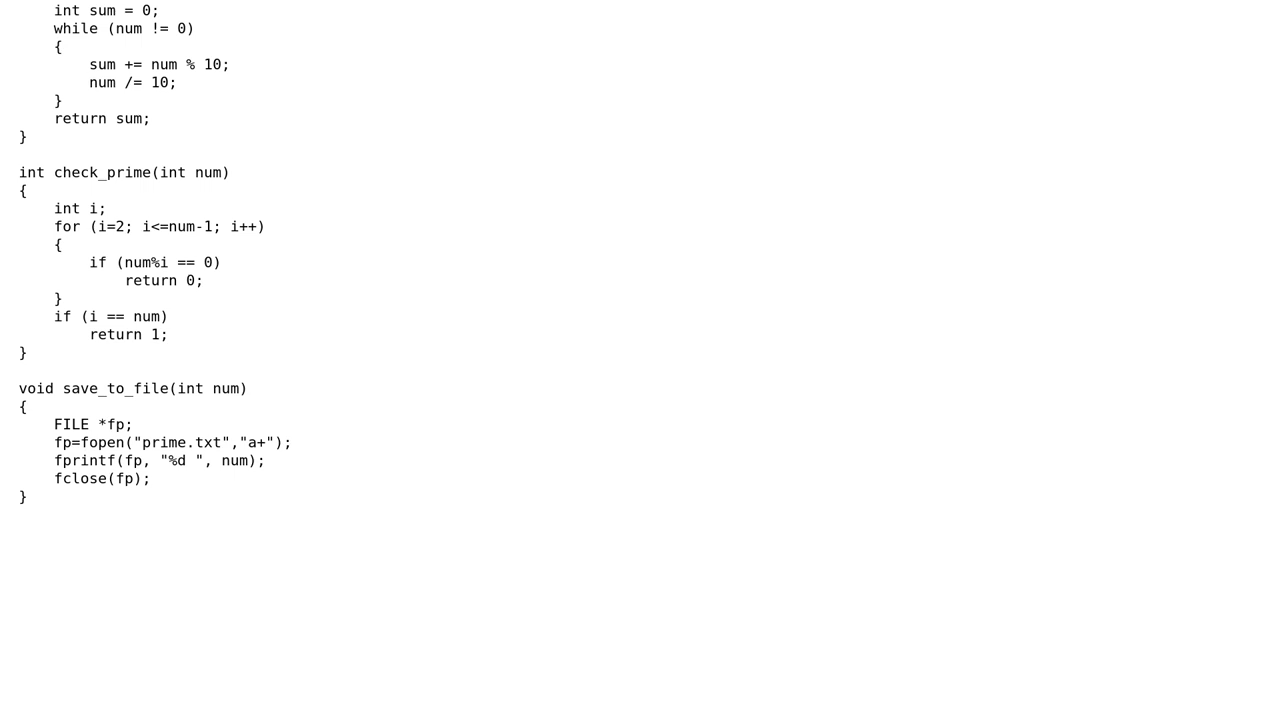 int sum = 0;
    while (num != 0)
    {
        sum += num % 10;
        num /= 10;
    }
    return sum;
}

int check_prime(int num)
{
    int i;
    for (i=2; i<=num-1; i++)
    {
        if (num%i == 0)
            return 0;
    }
    if (i == num)
        return 1;
}

void save_to_file(int num)
{
    FILE *fp;
    fp=fopen("prime.txt","a+");
    fprintf(fp, "%d ", num);
    fclose(fp);
}